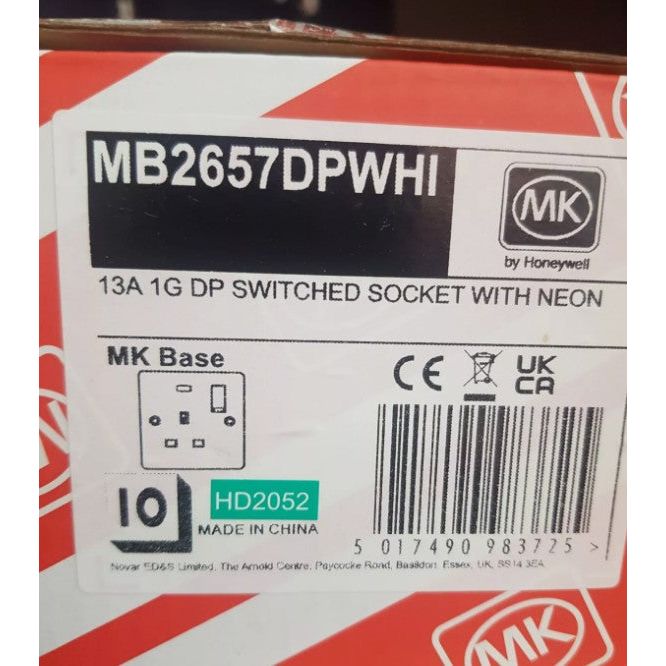 MB2657DPWHI
MK
by Honeywell
13A 1G DP SWITCHED SOCKET WITH NEON
MK Base
CE
UK
CA
10
HD2052
MADE IN CHINA
5 017490 983725 >
Novar ED&S Limited, The Arnold Centre, Paycocke Road, Basildon, Essex, UK, SS14 3EA
MK